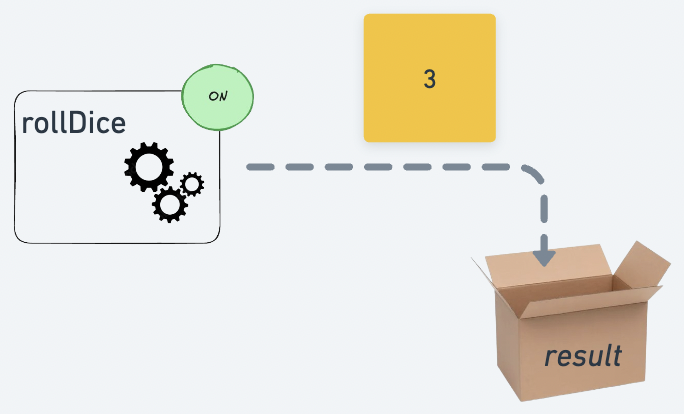 ON
rollDice
3
result